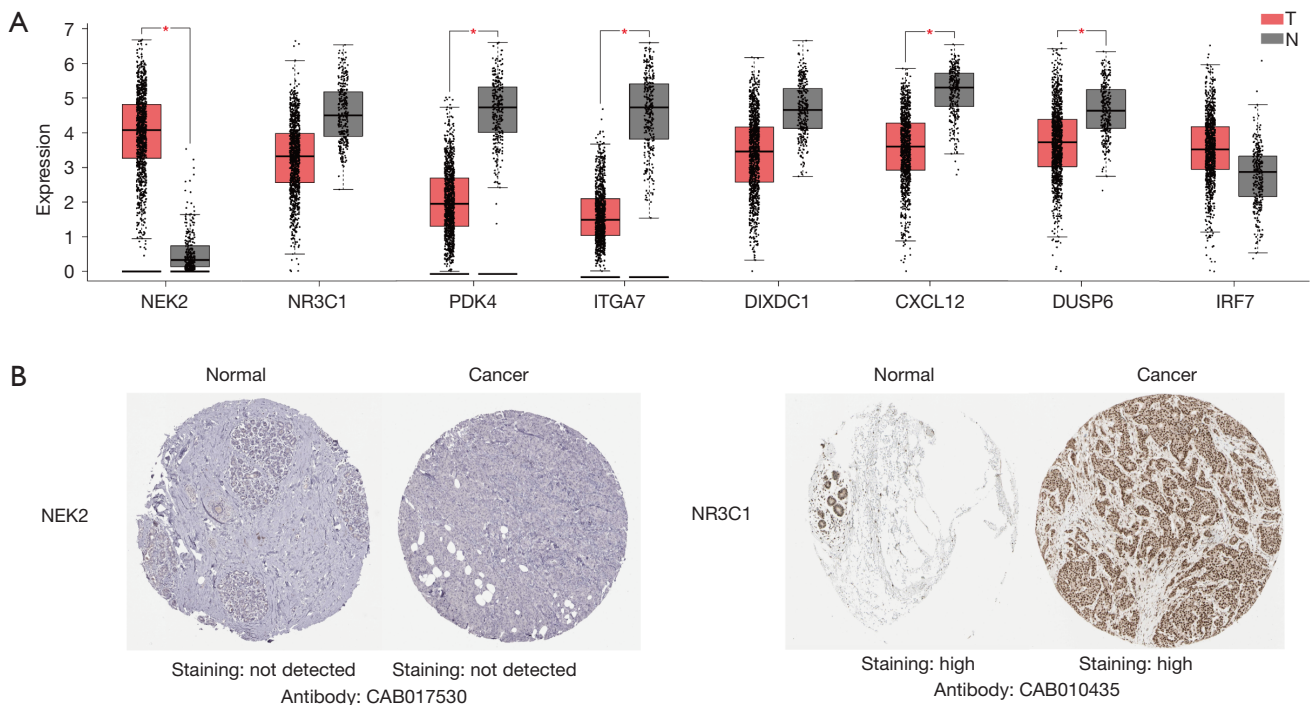 A
T
N
* * * * *
7
6
5
4
3
2
1
0
Expression
NEK2 NR3C1 PDK4 ITGA7 DIXDC1 CXCL12 DUSP6 IRF7
B
Normal Cancer Normal Cancer
NEK2 NR3C1
Staining: not detected Staining: not detected Staining: high Staining: high
Antibody: CAB017530 Antibody: CAB010435